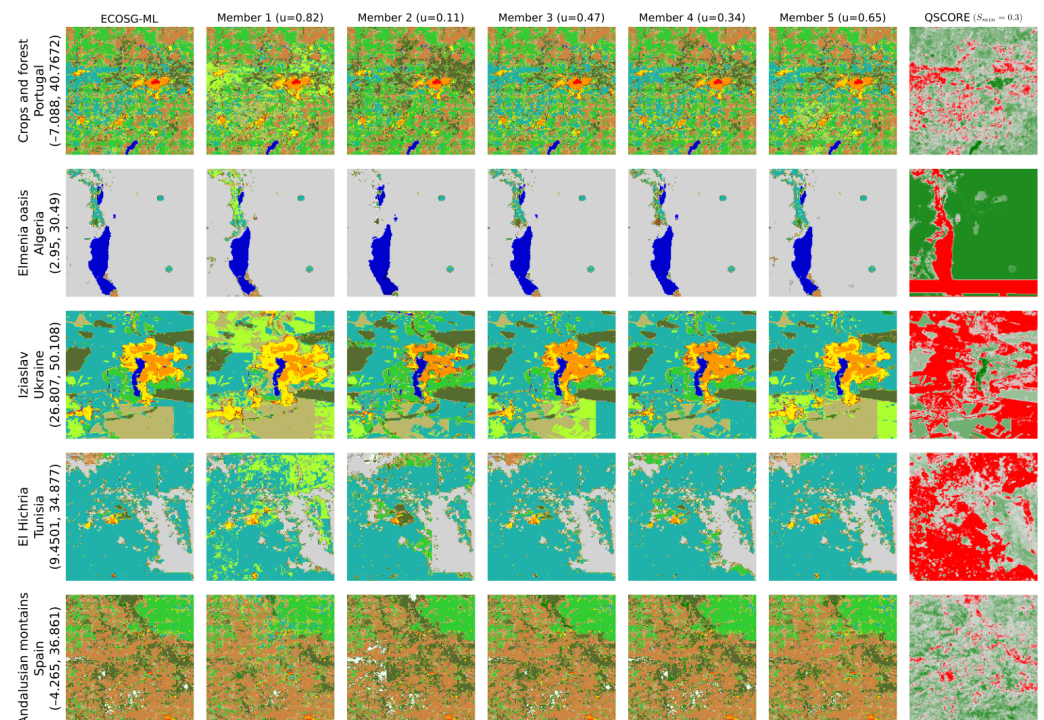 ECOSG-ML
Member 1 (u=0.82)
Member 2 (u=0.11)
Member 3 (u=0.47)
Member 4 (u=0.34)
Member 5 (u=0.65)
QSCORE (S_min = 0.3)
Crops and forest
Portugal
(−7.088, 40.7672)
Elmenia oasis
Algeria
(2.95, 30.49)
Iziaslav
Ukraine
(26.807, 50.108)
El Hichria
Tunisia
(9.4501, 34.877)
Andalusian montains
Spain
(−4.265, 36.861)